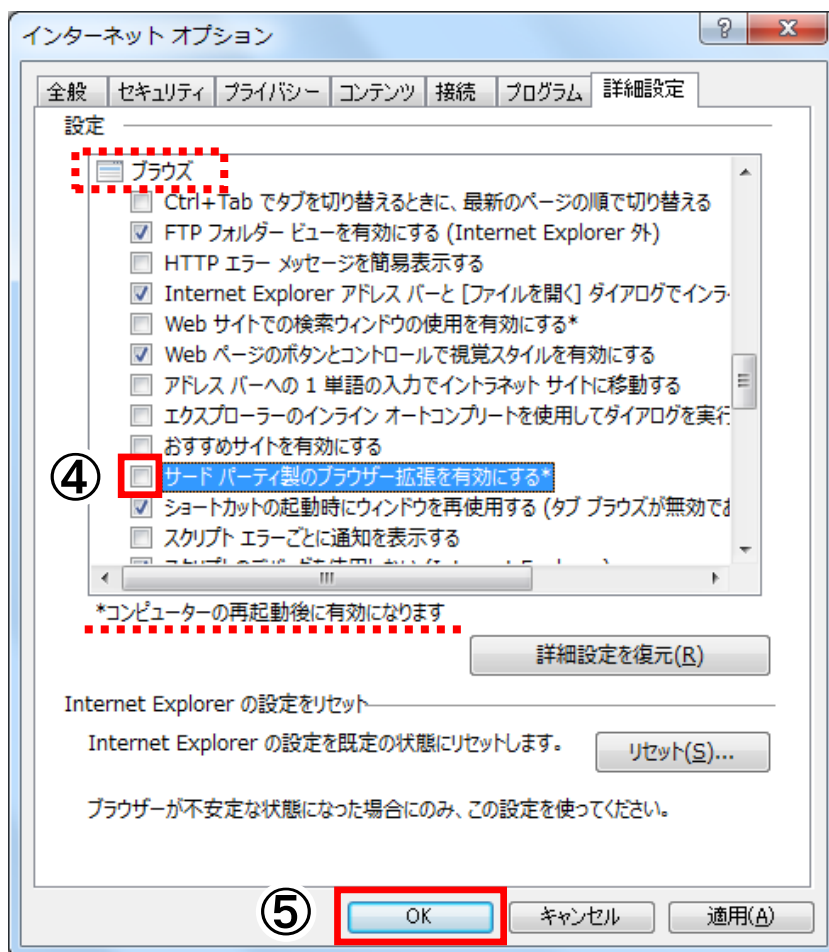 インターネット オプション
全般 セキュリティ プライバシー コンテンツ 接続 プログラム 詳細設定
設定
ブラウズ
Ctrl+Tab でタブを切り替えるときに、最新のページの順で切り替える
FTP フォルダー ビューを有効にする (Internet Explorer 外)
HTTP エラー メッセージを簡易表示する
Internet Explorer アドレス バーと [ファイルを開く] ダイアログでインラ
Web サイトでの検索ウィンドウの使用を有効にする*
Web ページのボタンとコントロールで視覚スタイルを有効にする
アドレス バーへの 1 単語の入力でイントラネット サイトに移動する
エクスプローラーのインライン オートコンプリートを使用してダイアログを実行
おすすめサイトを有効にする
④ サード パーティ製のブラウザー拡張を有効にする*
ショートカットの起動時にウィンドウを再使用する (タブ ブラウズが無効でお
スクリプト エラーごとに通知を表示する
*コンピューターの再起動後に有効になります
詳細設定を復元(R)
Internet Explorer の設定をリセット
Internet Explorer の設定を既定の状態にリセットします。
リセット(S)...
ブラウザーが不安定な状態になった場合にのみ、この設定を使ってください。
⑤ OK キャンセル 適用(A)